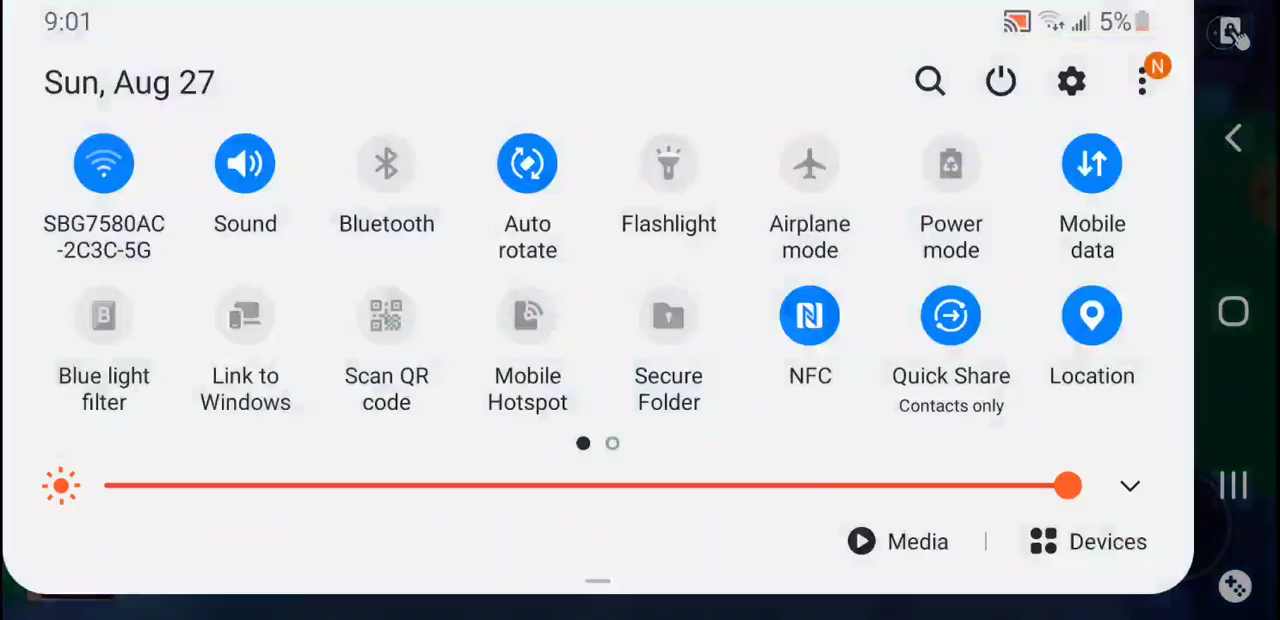 9:01
5%
Sun, Aug 27
N
SBG7580AC
-2C3C-5G
Sound
Bluetooth
Auto
rotate
Flashlight
Airplane
mode
Power
mode
Mobile
data
B
Blue light
filter
Link to
Windows
Scan QR
code
Mobile
Hotspot
Secure
Folder
NFC
Quick Share
Contacts only
Location
Media
Devices